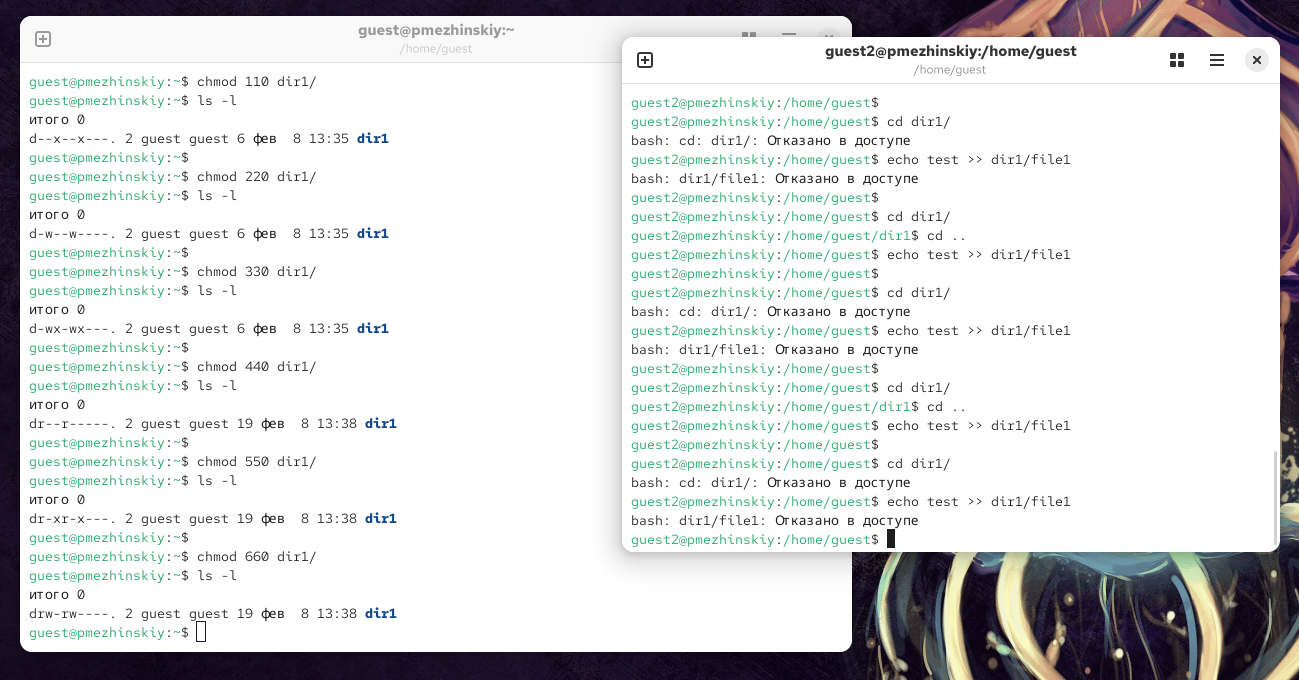 guest@pmezhinskiy:~
/home/guest
guest@pmezhinskiy:~$ chmod 110 dir1/
guest@pmezhinskiy:~$ ls -l
итого 0
d--x--x---. 2 guest guest 6 фев  8 13:35 dir1
guest@pmezhinskiy:~$
guest@pmezhinskiy:~$ chmod 220 dir1/
guest@pmezhinskiy:~$ ls -l
итого 0
d-w--w----. 2 guest guest 6 фев  8 13:35 dir1
guest@pmezhinskiy:~$
guest@pmezhinskiy:~$ chmod 330 dir1/
guest@pmezhinskiy:~$ ls -l
итого 0
d-wx-wx---. 2 guest guest 6 фев  8 13:35 dir1
guest@pmezhinskiy:~$
guest@pmezhinskiy:~$ chmod 440 dir1/
guest@pmezhinskiy:~$ ls -l
итого 0
dr--r-----. 2 guest guest 19 фев  8 13:38 dir1
guest@pmezhinskiy:~$
guest@pmezhinskiy:~$ chmod 550 dir1/
guest@pmezhinskiy:~$ ls -l
итого 0
dr-xr-x---. 2 guest guest 19 фев  8 13:38 dir1
guest@pmezhinskiy:~$
guest@pmezhinskiy:~$ chmod 660 dir1/
guest@pmezhinskiy:~$ ls -l
итого 0
drw-rw----. 2 guest guest 19 фев  8 13:38 dir1
guest@pmezhinskiy:~$
guest2@pmezhinskiy:/home/guest
/home/guest
guest2@pmezhinskiy:/home/guest$
guest2@pmezhinskiy:/home/guest$ cd dir1/
bash: cd: dir1/: Отказано в доступе
guest2@pmezhinskiy:/home/guest$ echo test >> dir1/file1
bash: dir1/file1: Отказано в доступе
guest2@pmezhinskiy:/home/guest$
guest2@pmezhinskiy:/home/guest$ cd dir1/
guest2@pmezhinskiy:/home/guest/dir1$ cd ..
guest2@pmezhinskiy:/home/guest$ echo test >> dir1/file1
guest2@pmezhinskiy:/home/guest$
guest2@pmezhinskiy:/home/guest$ cd dir1/
bash: cd: dir1/: Отказано в доступе
guest2@pmezhinskiy:/home/guest$ echo test >> dir1/file1
bash: dir1/file1: Отказано в доступе
guest2@pmezhinskiy:/home/guest$
guest2@pmezhinskiy:/home/guest$ cd dir1/
guest2@pmezhinskiy:/home/guest/dir1$ cd ..
guest2@pmezhinskiy:/home/guest$ echo test >> dir1/file1
guest2@pmezhinskiy:/home/guest$
guest2@pmezhinskiy:/home/guest$ cd dir1/
bash: cd: dir1/: Отказано в доступе
guest2@pmezhinskiy:/home/guest$ echo test >> dir1/file1
bash: dir1/file1: Отказано в доступе
guest2@pmezhinskiy:/home/guest$